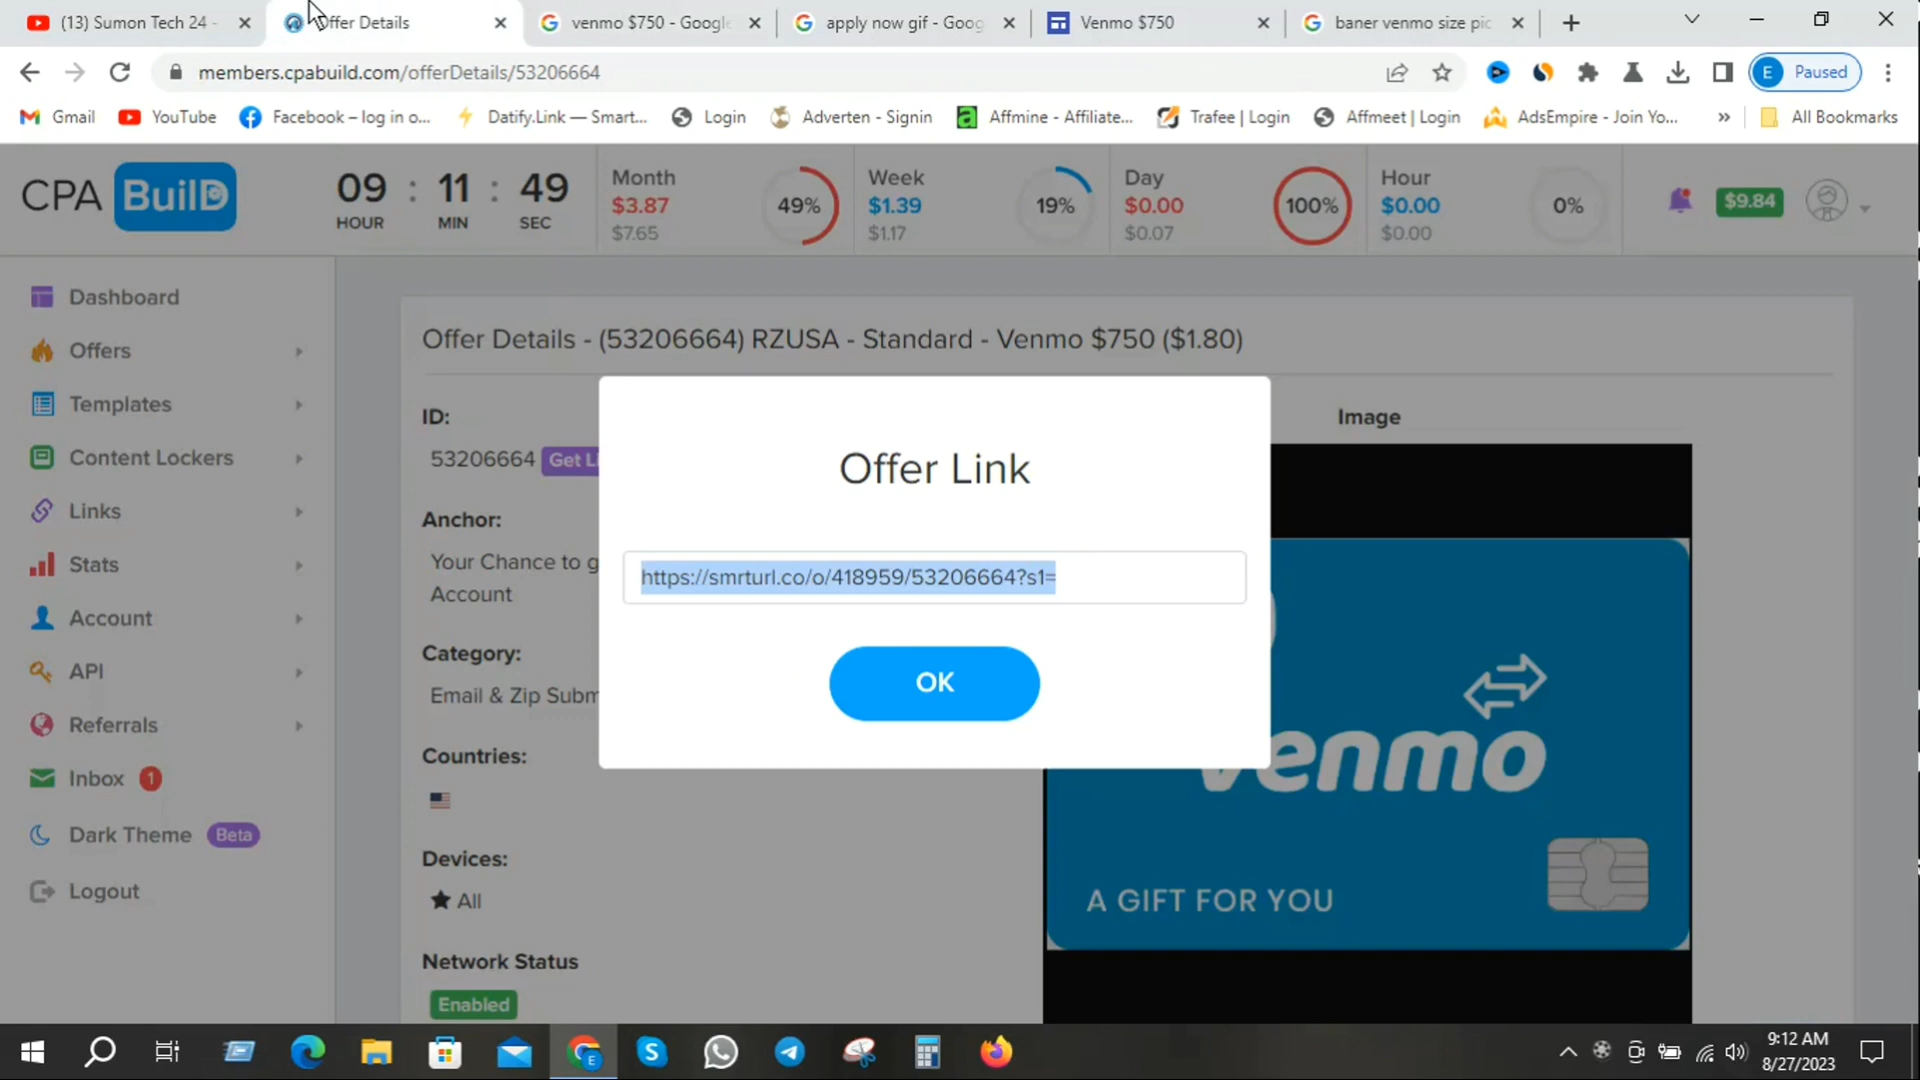 (13) Sumon Tech 24 -
Offer Details
venmo $750 - Google
apply now gif - Goog
Venmo $750
baner venmo size pic
members.cpabuild.com/offerDetails/53206664
E Paused
Gmail
YouTube
Facebook – log in o...
Datify.Link — Smart...
Login
Adverten - Signin
Affmine - Affiliate...
Trafee | Login
Affmeet | Login
AdsEmpire - Join Yo...
»
All Bookmarks
CPA BuilD
09 : 11 : 49
HOUR MIN SEC
Month
$3.87
$7.65
49%
Week
$1.39
$1.17
19%
Day
$0.00
$0.07
100%
Hour
$0.00
$0.00
0%
$9.84
Dashboard
Offers
Templates
Content Lockers
Links
Stats
Account
API
Referrals
Inbox 1
Dark Theme Beta
Logout
Offer Details - (53206664) RZUSA - Standard - Venmo $750 ($1.80)
ID:
53206664 Get Li
Anchor:
Your Chance to g
Account
Category:
Email & Zip Subm
Countries:
Devices:
All
Network Status
Enabled
Image
Offer Link
https://smrturl.co/o/418959/53206664?s1=
OK
venmo
A GIFT FOR YOU
E
9:12 AM
8/27/2023